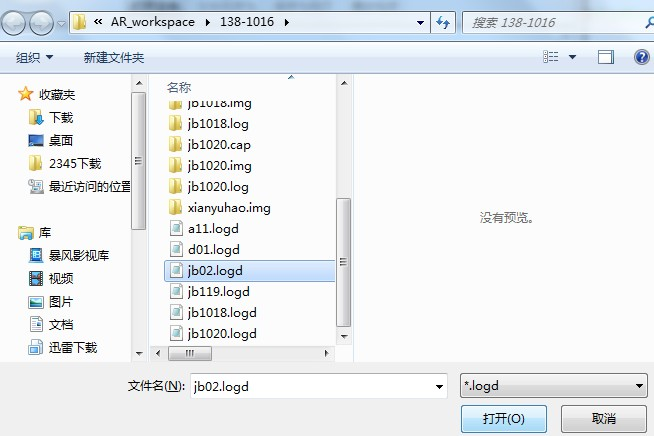 « AR_workspace 138-1016
搜索 138-1016
组织 新建文件夹
收藏夹
下载
桌面
2345下载
最近访问的位置
库
暴风影视库
视频
图片
文档
迅雷下载
名称
jb1018.img
jb1018.log
jb1020.cap
jb1020.img
jb1020.log
xianyuhao.img
a11.logd
d01.logd
jb02.logd
jb119.logd
jb1018.logd
jb1020.logd
没有预览。
文件名(N): jb02.logd
*.logd
打开(O) 取消